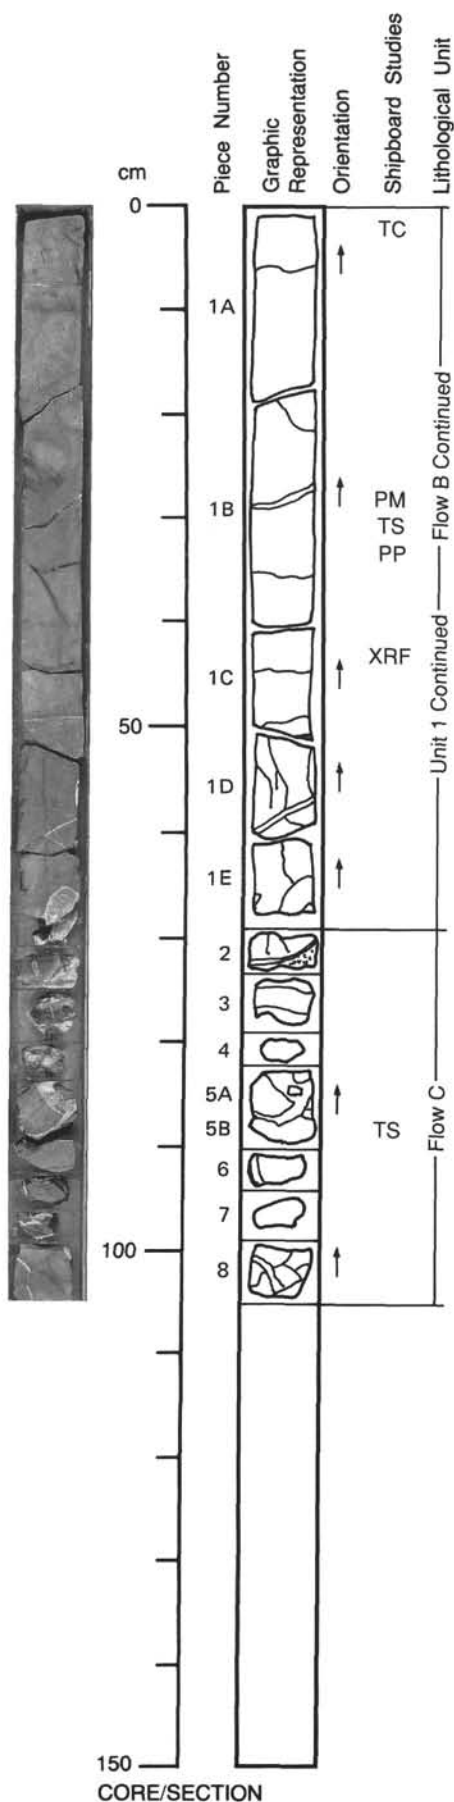 cm
Piece Number
Graphic
Representation
Orientation
Shipboard Studies
Lithological Unit
0
TC
1A
Flow B Continued
1B
PM
TS
PP
XRF
1C
Unit 1 Continued
50
1D
1E
2
3
4
5A
5B
TS
Flow C
6
7
100
8
150
CORE/SECTION